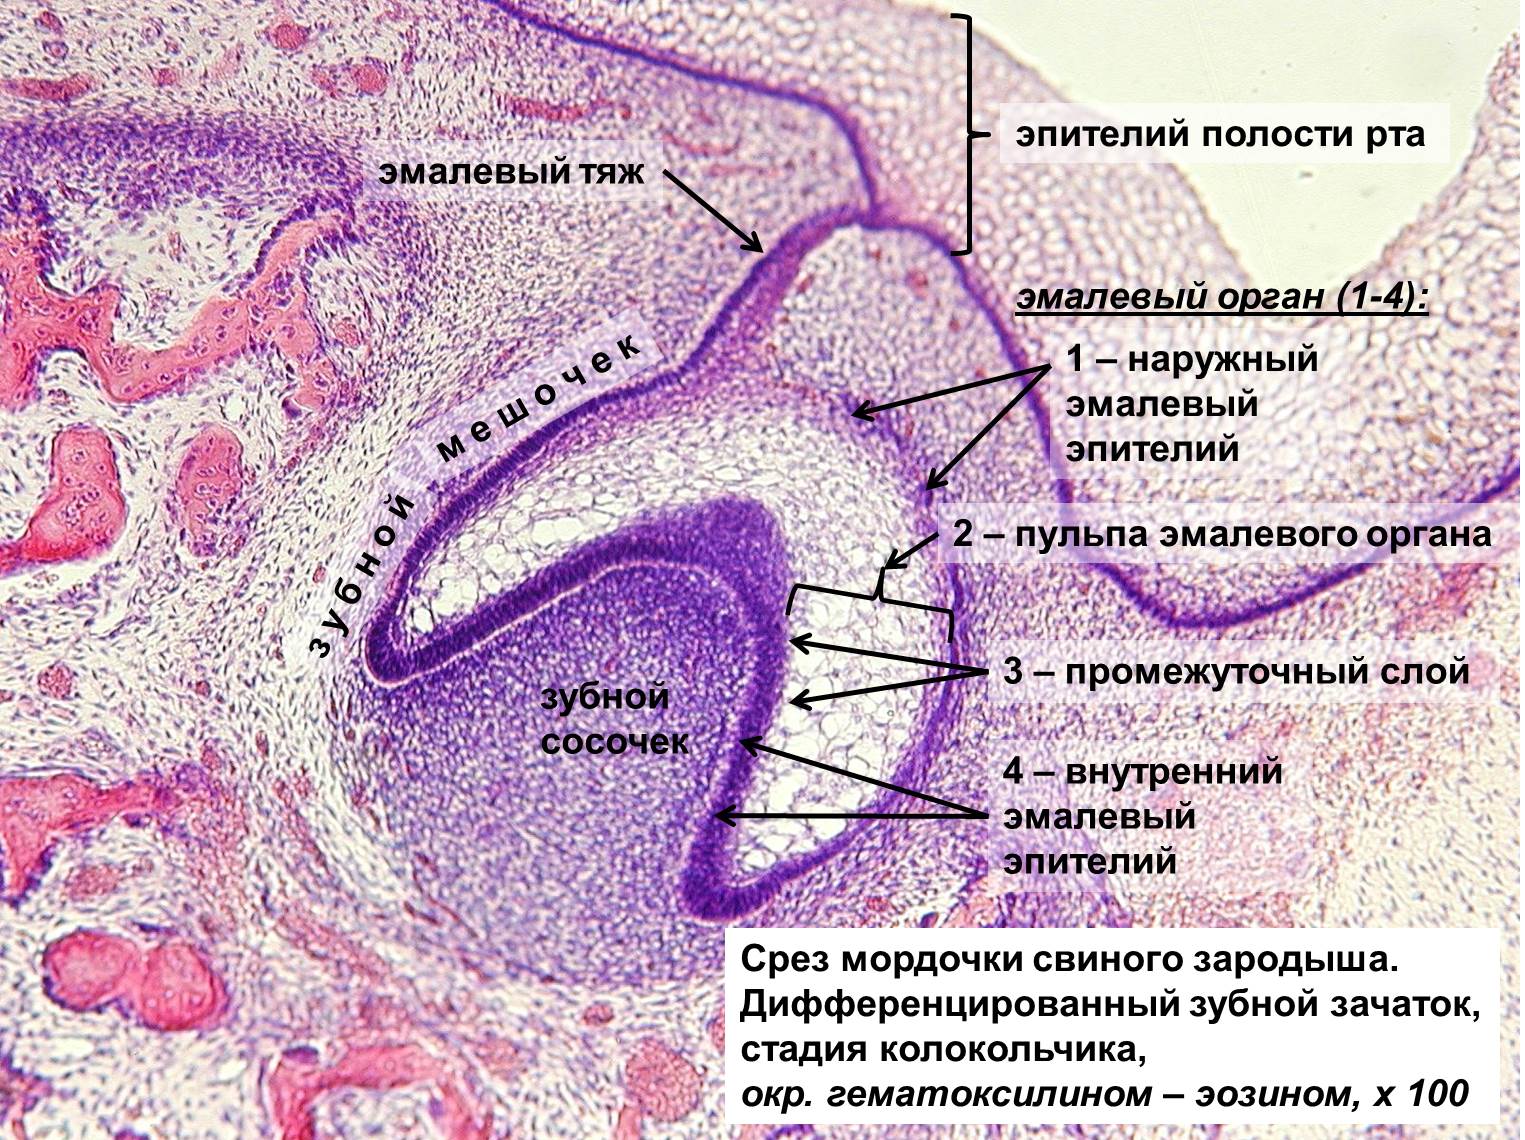 эпителий полости рта
эмалевый тяж
эмалевый орган (1-4):
1 – наружный
эмалевый
эпителий
зубной мешочек
2 – пульпа эмалевого органа
3 – промежуточный слой
зубной
сосочек
4 – внутренний
эмалевый
эпителий
Срез мордочки свиного зародыша.
Дифференцированный зубной зачаток,
стадия колокольчика,
окр. гематоксилином – эозином, х 100